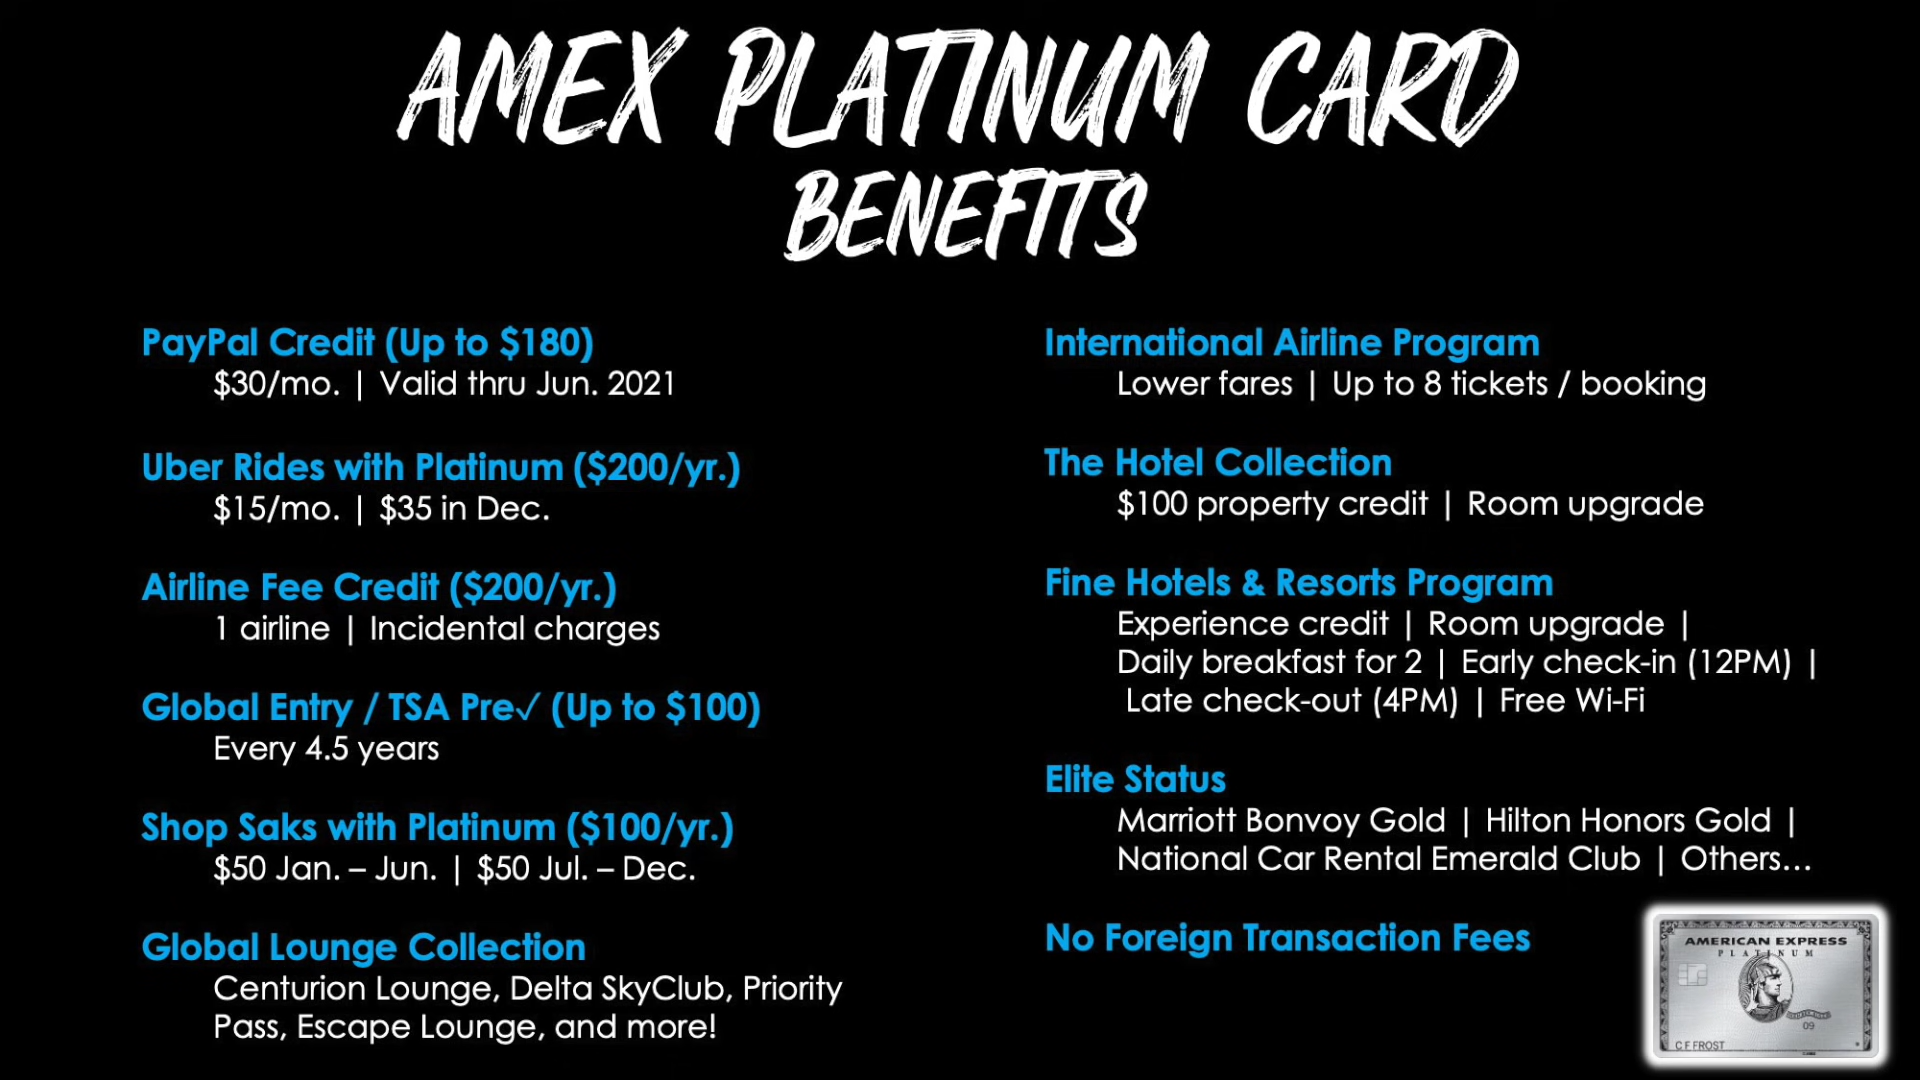 AMEX PLATINUM CARD
BENEFITS
PayPal Credit (Up to $180)
$30/mo. | Valid thru Jun. 2021
Uber Rides with Platinum ($200/yr.)
$15/mo. | $35 in Dec.
Airline Fee Credit ($200/yr.)
1 airline | Incidental charges
Global Entry / TSA Pre✓ (Up to $100)
Every 4.5 years
Shop Saks with Platinum ($100/yr.)
$50 Jan. – Jun. | $50 Jul. – Dec.
Global Lounge Collection
Centurion Lounge, Delta SkyClub, Priority
Pass, Escape Lounge, and more!
International Airline Program
Lower fares | Up to 8 tickets / booking
The Hotel Collection
$100 property credit | Room upgrade
Fine Hotels & Resorts Program
Experience credit | Room upgrade |
Daily breakfast for 2 | Early check-in (12PM) |
Late check-out (4PM) | Free Wi-Fi
Elite Status
Marriott Bonvoy Gold | Hilton Honors Gold |
National Car Rental Emerald Club | Others...
No Foreign Transaction Fees
AMERICAN EXPRESS
PLATINUM
09
C F FROST